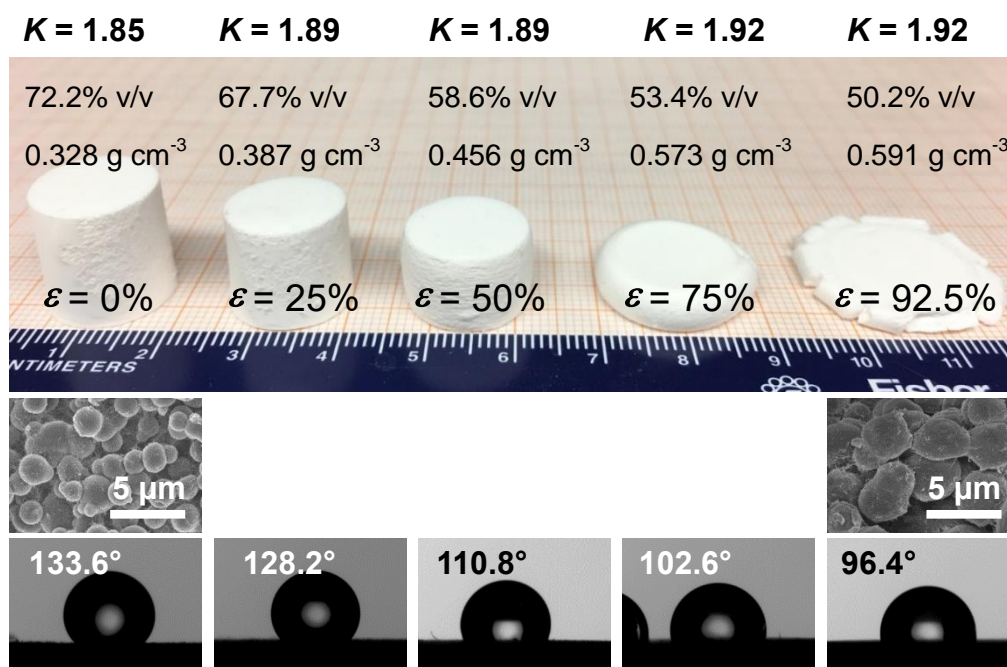 K = 1.85 K = 1.89 K = 1.89 K = 1.92 K = 1.92
72.2% v/v 67.7% v/v 58.6% v/v 53.4% v/v 50.2% v/v
0.328 g cm⁻³ 0.387 g cm⁻³ 0.456 g cm⁻³ 0.573 g cm⁻³ 0.591 g cm⁻³
ε = 0% ε = 25% ε = 50% ε = 75% ε = 92.5%
1 2 3 4 5 6 7 8 9 10 11
NTIMETERS Fisher
5 µm 5 µm
133.6° 128.2° 110.8° 102.6° 96.4°